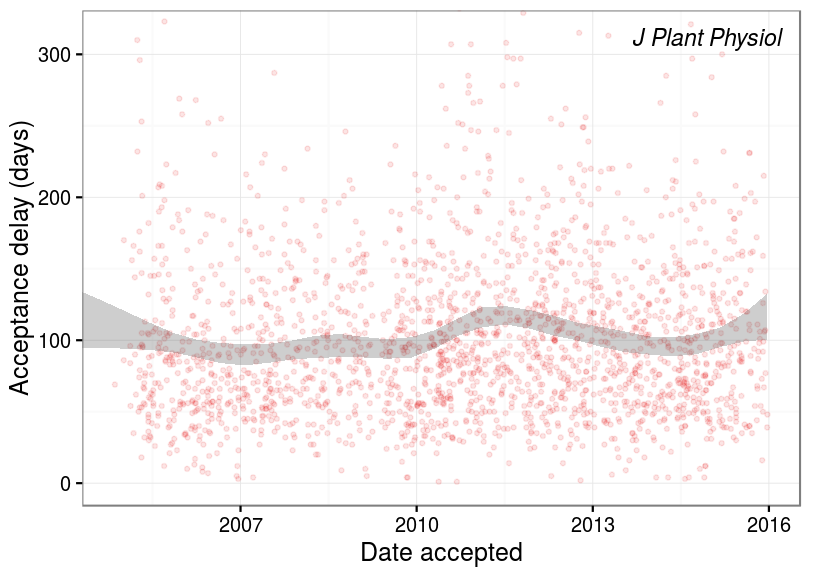 J Plant Physiol
300
200
100
0
Acceptance delay (days)
2007 2010 2013 2016
Date accepted